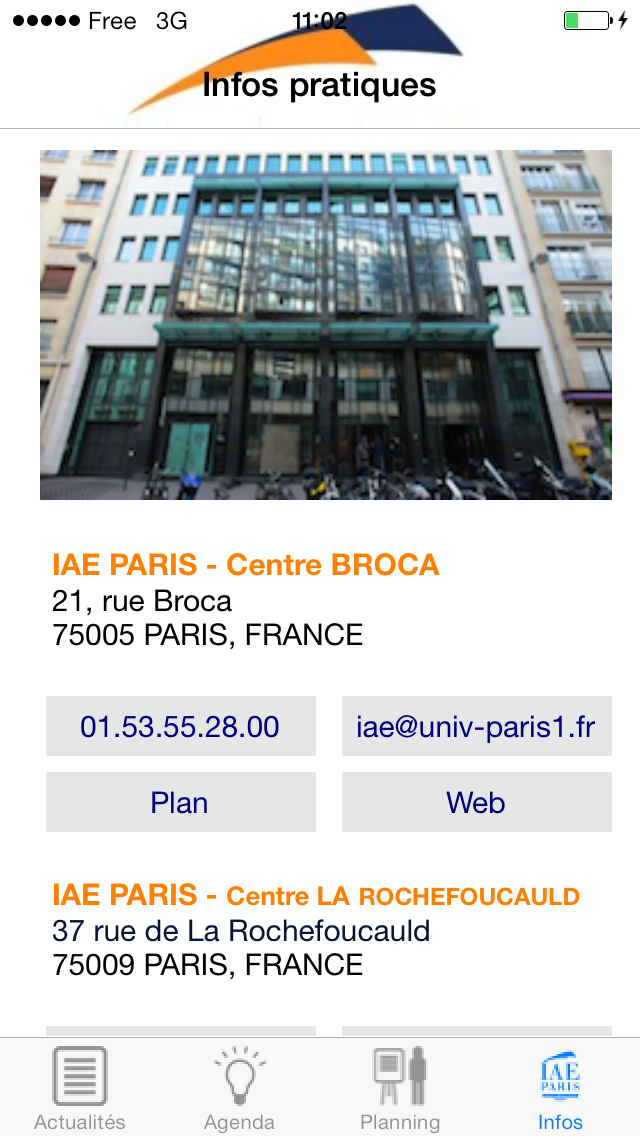 Free 3G 11:02
Infos pratiques
IAE PARIS - Centre BROCA
21, rue Broca
75005 PARIS, FRANCE
01.53.55.28.00 iae@univ-paris1.fr
Plan Web
IAE PARIS - Centre LA ROCHEFOUCAULD
37 rue de La Rochefoucauld
75009 PARIS, FRANCE
IAE
PARIS
Actualités Agenda Planning Infos